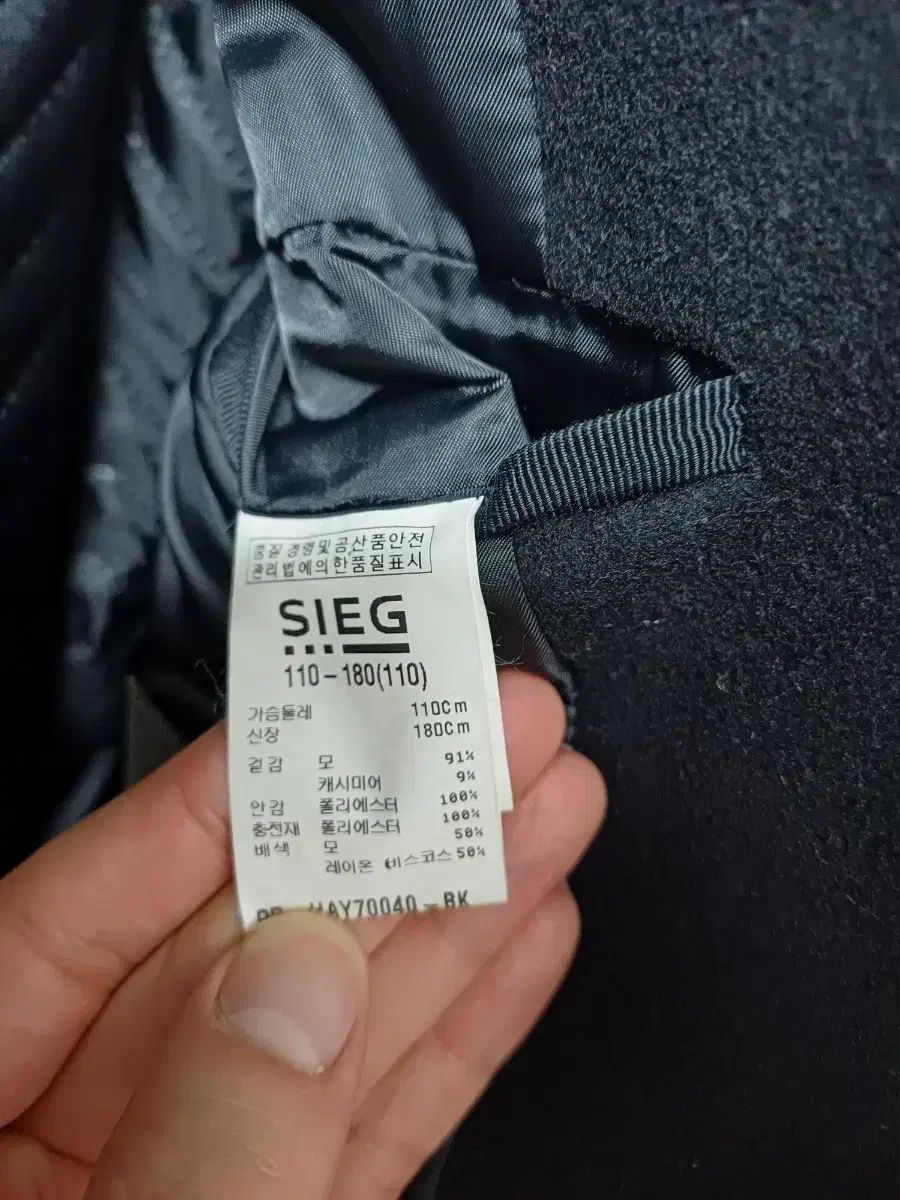 품질경영및공산품안전
관리법에의한품질표시
SIEG
110-180(110)
가슴둘레 110Cm
신장 180Cm
겉감 모 91%
캐시미어 9%
안감 폴리에스터 100%
충전재 폴리에스터 100%
배색 모 50%
레이온 비스코스 50%
AY70040-BK